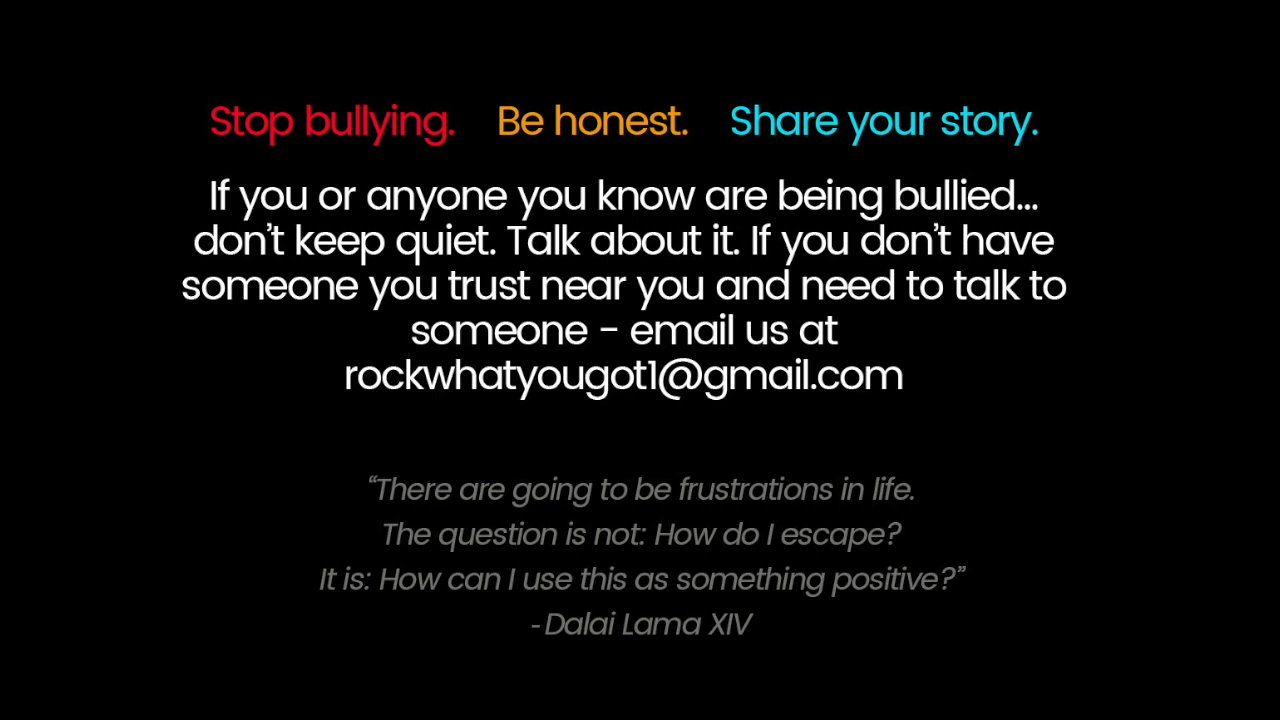 Stop bullying. Be honest. Share your story.
If you or anyone you know are being bullied...
don’t keep quiet. Talk about it. If you don’t have
someone you trust near you and need to talk to
someone - email us at
rockwhatyougot1@gmail.com
“There are going to be frustrations in life.
The question is not: How do I escape?
It is: How can I use this as something positive?”
- Dalai Lama XIV